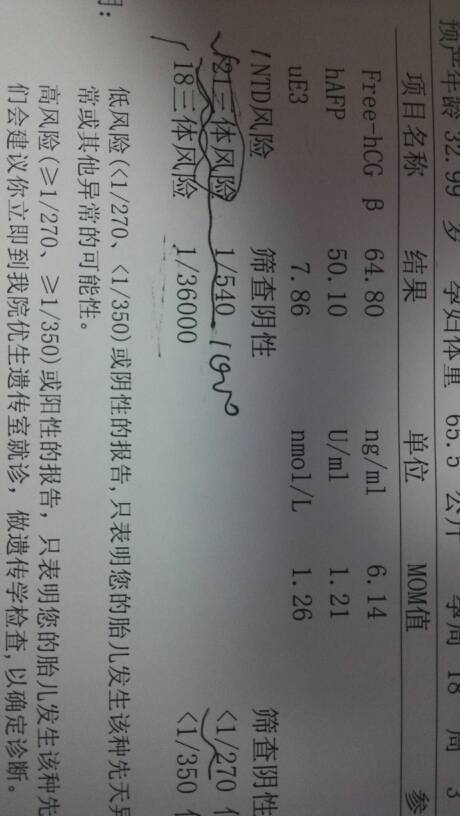 预产年龄 32.99 岁 孕妇体重 65.5 公斤 孕周 18 周 3
项目名称 结果 单位 MOM值 参
Free-hCG β 64.80 ng/ml 6.14
hAFP 50.10 U/ml 1.21
uE3 7.86 nmol/L 1.26
NTD风险 筛查阴性 筛查阴性
21三体风险 1/540 <1/270
18三体风险 1/36000 <1/350
明:
低风险(<1/270、<1/350)或阴性的报告,只表明您的胎儿发生该种先天异
常或其他异常的可能性。
高风险(≥1/270、≥1/350)或阳性的报告,只表明您的胎儿发生该种先
们会建议你立即到我院优生遗传室就诊,做遗传学检查,以确定诊断。